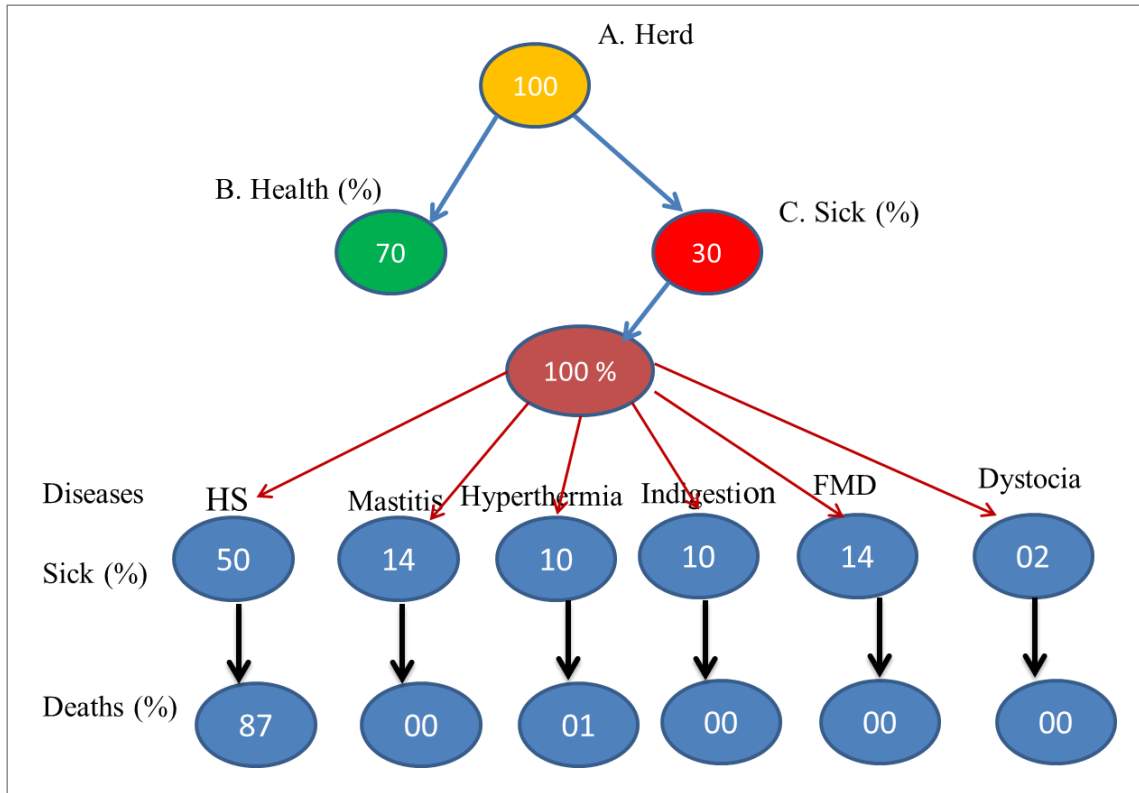 A. Herd
100
B. Health (%)
C. Sick (%)
70
30
100 %
Diseases
HS
Mastitis
Hyperthermia
Indigestion
FMD
Dystocia
Sick (%)
50
14
10
10
14
02
Deaths (%)
87
00
01
00
00
00